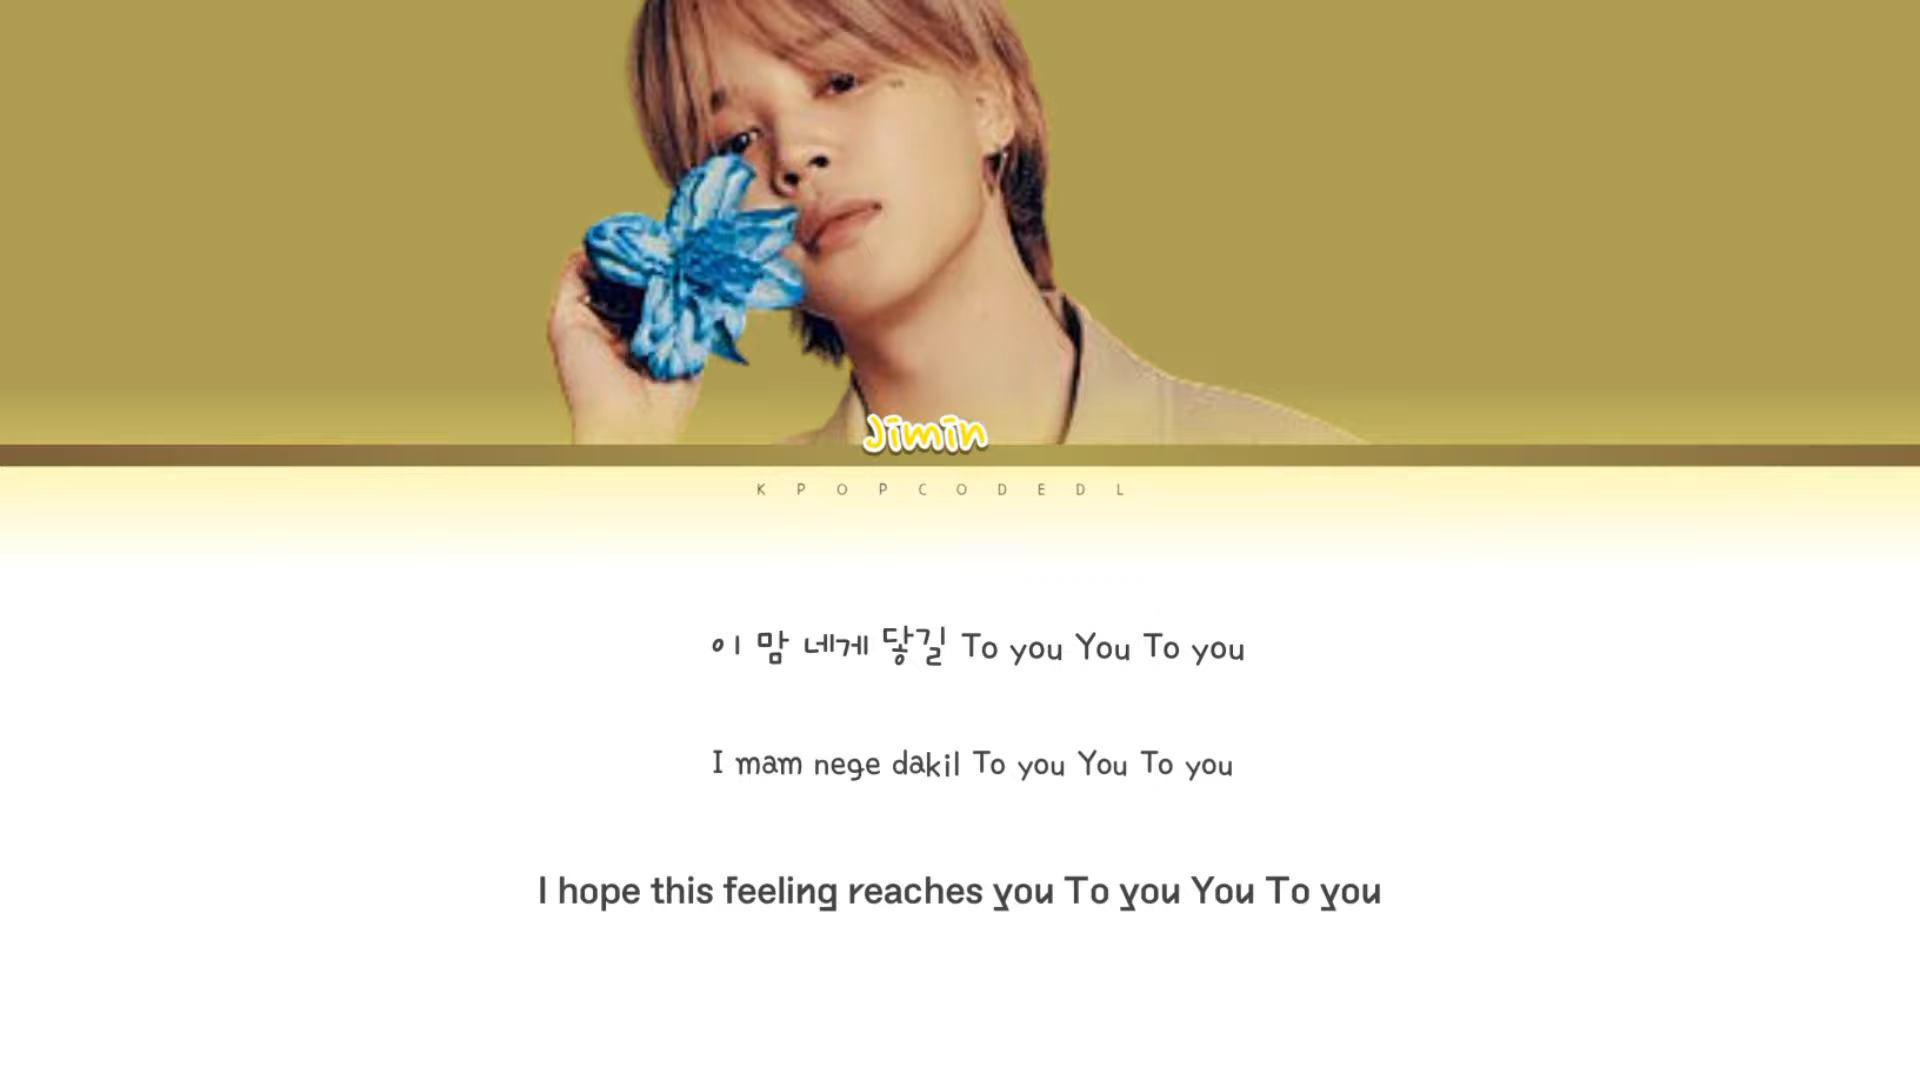 Jimin
KPOPCODEDL
이 맘 네게 닿길 To you You To you
I mam nege dakil To you You To you
I hope this feeling reaches you To you You To you